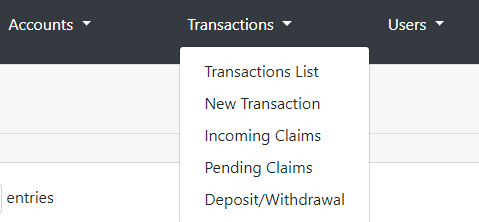 Accounts
Transactions
Users
Transactions List
New Transaction
Incoming Claims
Pending Claims
entries
Deposit/Withdrawal